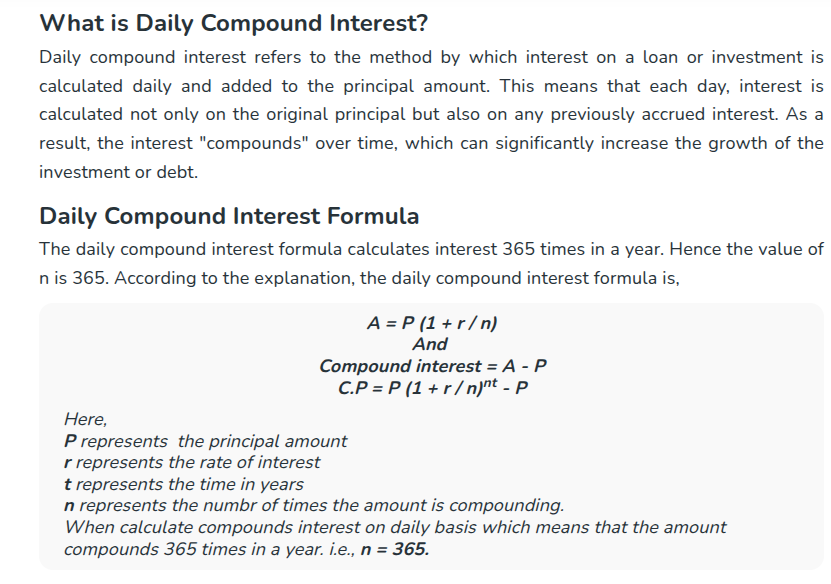 What is Daily Compound Interest?
Daily compound interest refers to the method by which interest on a loan or investment is
calculated daily and added to the principal amount. This means that each day, interest is
calculated not only on the original principal but also on any previously accrued interest. As a
result, the interest "compounds" over time, which can significantly increase the growth of the
investment or debt.
Daily Compound Interest Formula
The daily compound interest formula calculates interest 365 times in a year. Hence the value of
n is 365. According to the explanation, the daily compound interest formula is,
A = P (1 + r / n)
And
Compound interest = A - P
C.P = P (1 + r / n)ⁿᵗ - P
Here,
P represents the principal amount
r represents the rate of interest
t represents the time in years
n represents the numbr of times the amount is compounding.
When calculate compounds interest on daily basis which means that the amount
compounds 365 times in a year. i.e., n = 365.